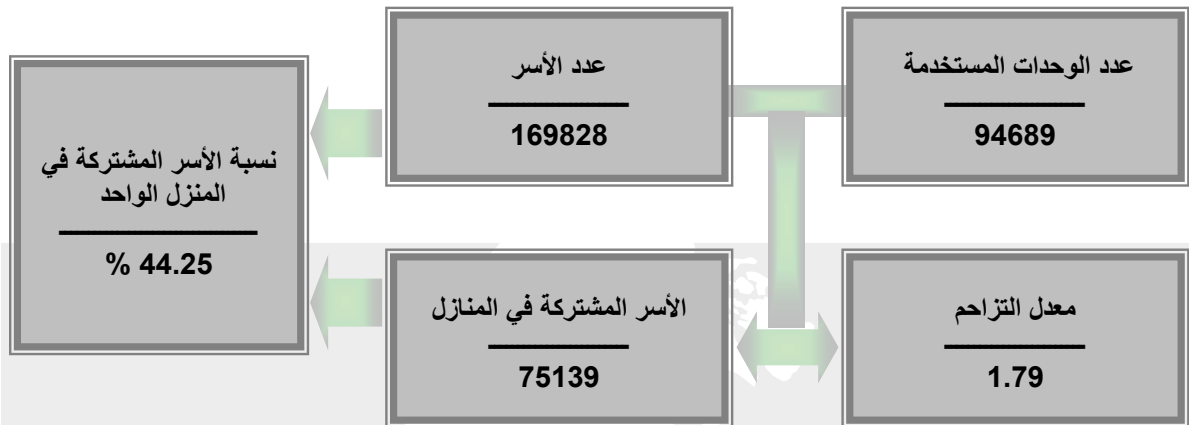 عدد الوحدات المستخدمة
94689
عدد الأسر
169828
نسبة الأسر المشتركة في
المنزل الواحد
% 44.25
معدل التزاحم
1.79
الأسر المشتركة في المنازل
75139